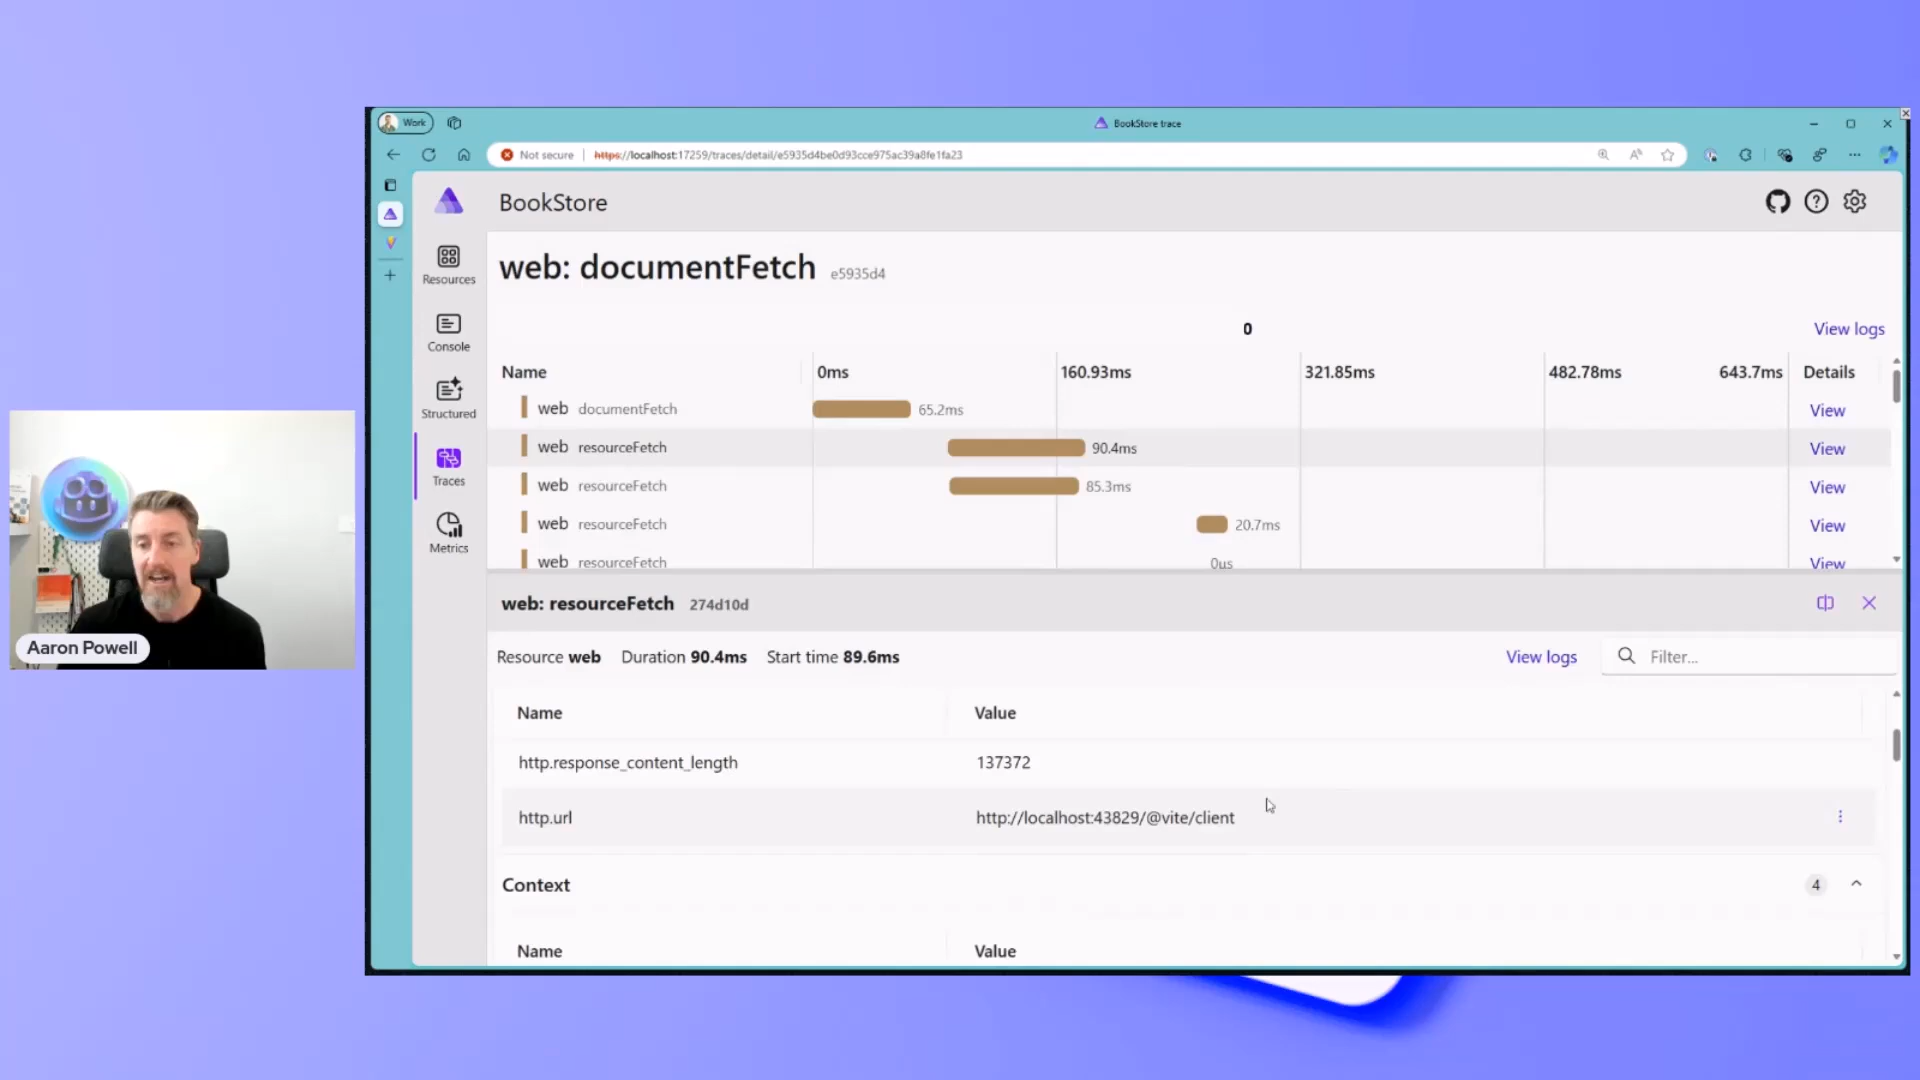 Work
BookStore trace
Not secure
https://localhost:17259/traces/detail/e5935d4be0d93cce975ac39a8fe1fa23
BookStore
Resources
Console
Structured
Traces
Metrics
web: documentFetch e5935d4
0
View logs
Name 0ms 160.93ms 321.85ms 482.78ms 643.7ms Details
web documentFetch 65.2ms View
web resourceFetch 90.4ms View
web resourceFetch 85.3ms View
web resourceFetch 20.7ms View
web resourceFetch 0us View
web: resourceFetch 274d10d
Resource web Duration 90.4ms Start time 89.6ms View logs Filter...
Name Value
http.response_content_length 137372
http.url http://localhost:43829/@vite/client
Context 4
Name Value
Aaron Powell